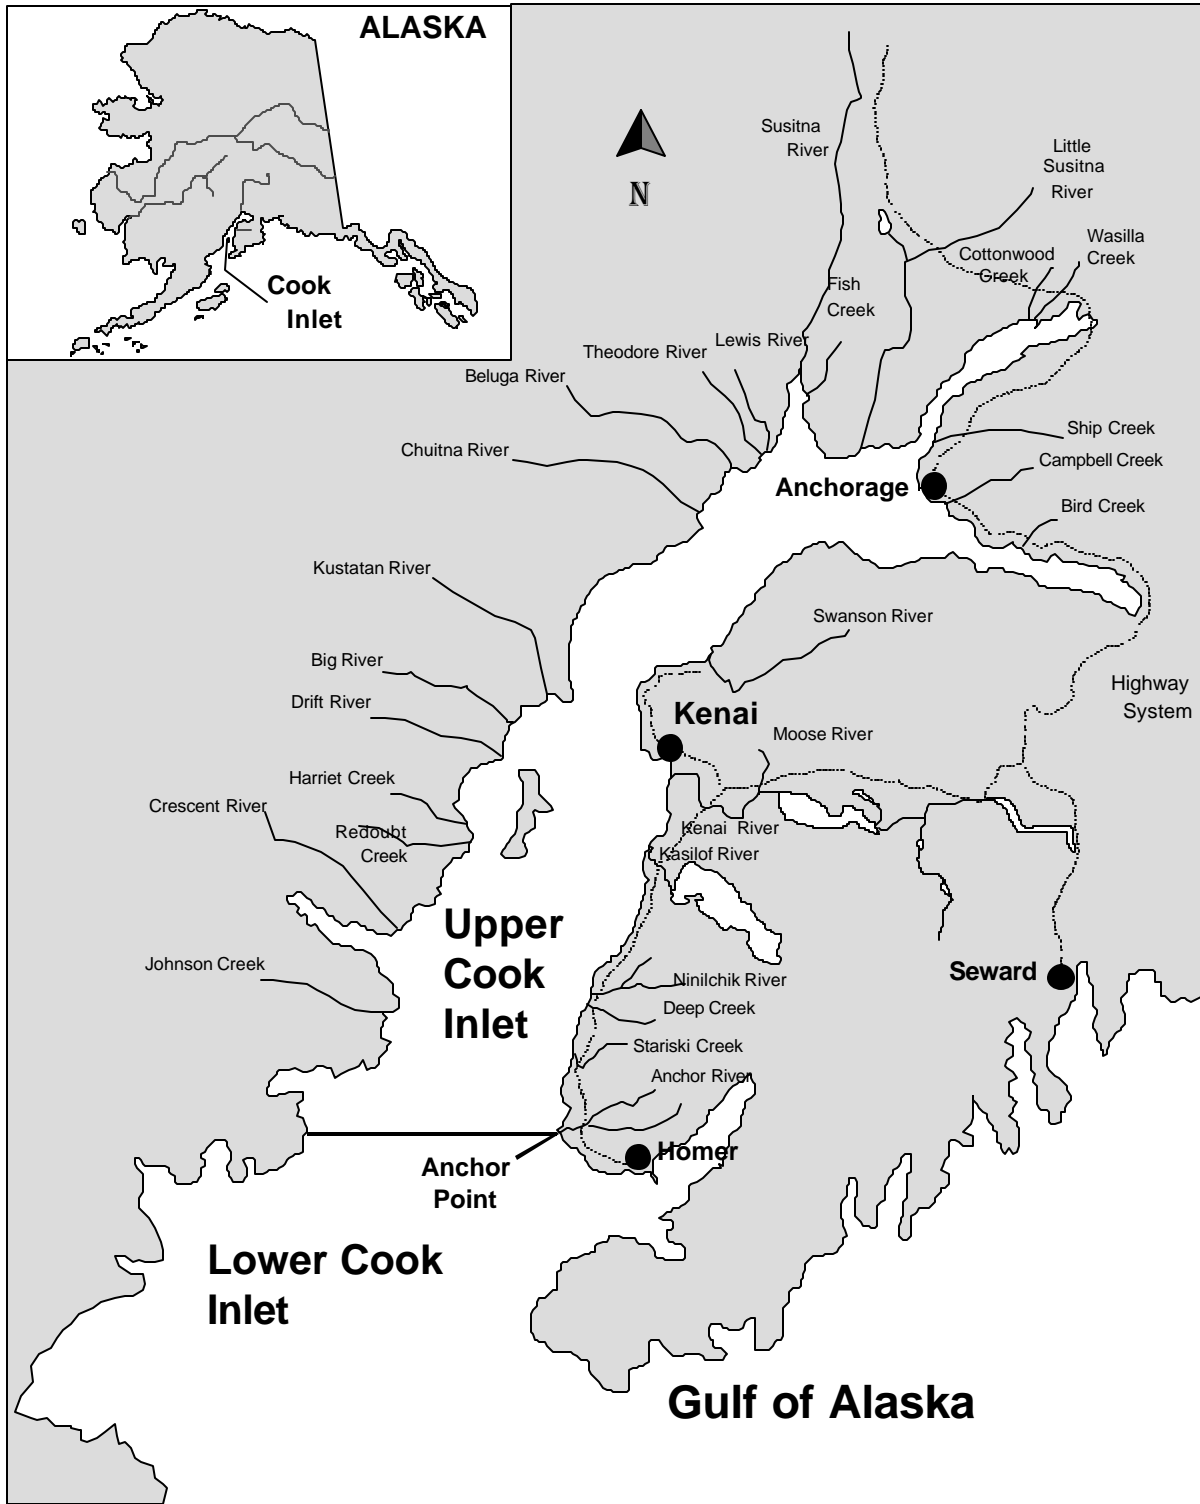 ALASKA
Cook
Inlet
N
Susitna
River
Little
Susitna
River
Cottonwood
Creek
Wasilla
Creek
Fish
Creek
Lewis River
Theodore River
Beluga River
Chuitna River
Ship Creek
Campbell Creek
Anchorage
Bird Creek
Kustatan River
Swanson River
Big River
Drift River
Highway
System
Kenai
Moose River
Harriet Creek
Crescent River
Redoubt
Creek
Kenai River
Kasilof River
Upper
Cook
Inlet
Johnson Creek
Seward
Ninilchik River
Deep Creek
Stariski Creek
Anchor River
Homer
Anchor
Point
Lower Cook
Inlet
Gulf of Alaska